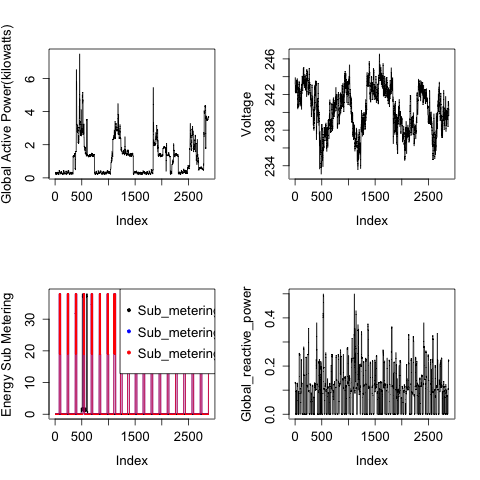 Global Active Power(kilowatts)
0 2 4 6
0 500 1500 2500
Index
Voltage
234 238 242 246
0 500 1500 2500
Index
Energy Sub Metering
0 10 20 30
Sub_metering
Sub_metering
Sub_metering
0 500 1500 2500
Index
Global_reactive_power
0.0 0.2 0.4
0 500 1500 2500
Index